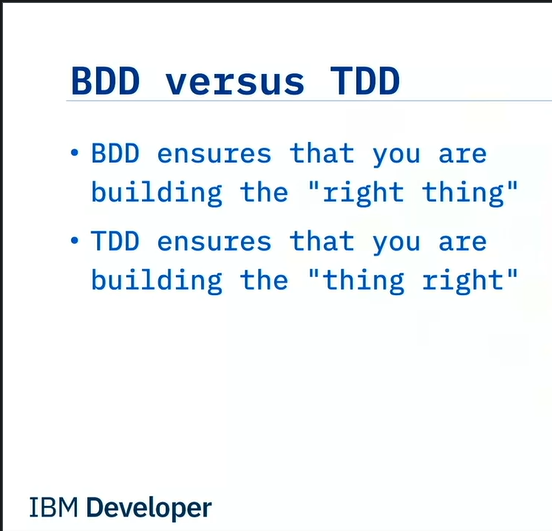 BDD versus TDD
• BDD ensures that you are
building the "right thing"
• TDD ensures that you are
building the "thing right"
IBM Developer